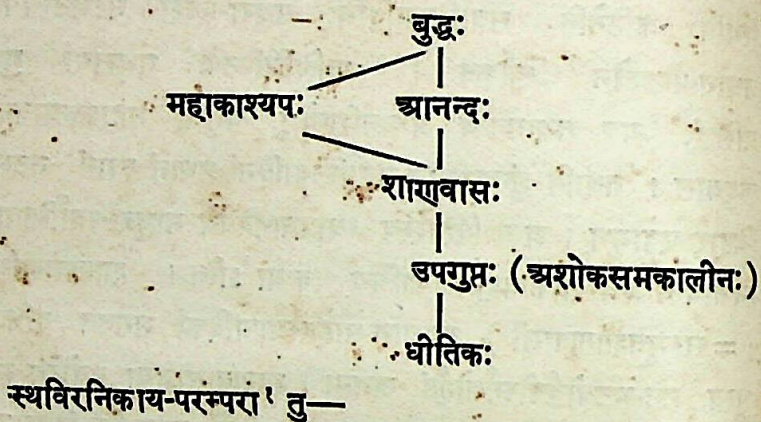 बुद्धः
महाकाश्यपः आनन्दः
शाणवासः
उपगुप्तः (अशोकसमकालीनः)
धीतिकः
स्थविरनिकाय-परम्परा¹ तु—